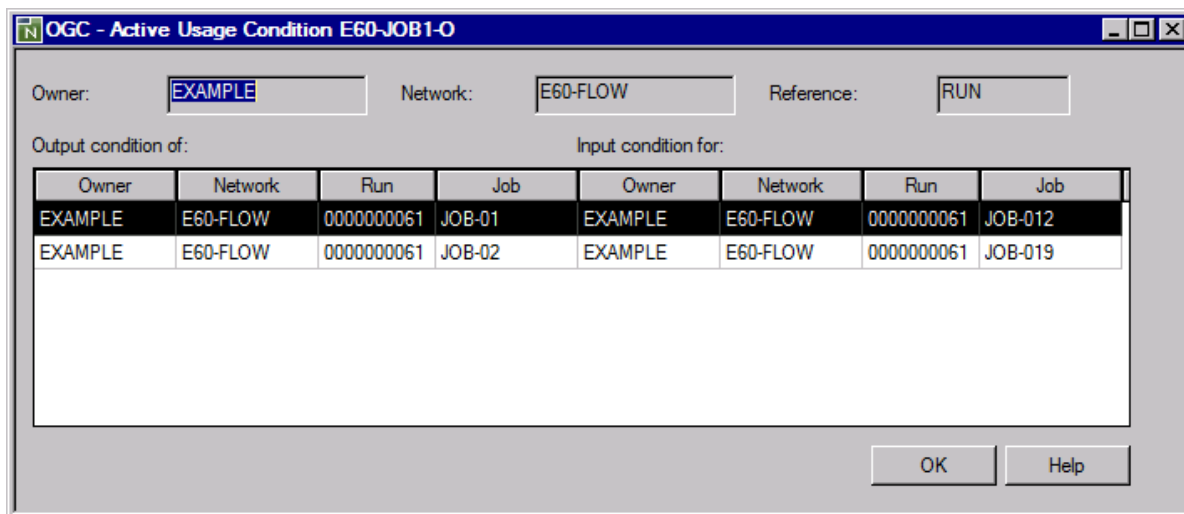 OGC - Active Usage Condition E60-JOB1-O
Owner: EXAMPLE Network: E60-FLOW Reference: RUN
Output condition of: Input condition for:
Owner Network Run Job Owner Network Run Job
EXAMPLE E60-FLOW 0000000061 JOB-01 EXAMPLE E60-FLOW 0000000061 JOB-012
EXAMPLE E60-FLOW 0000000061 JOB-02 EXAMPLE E60-FLOW 0000000061 JOB-019
OK Help